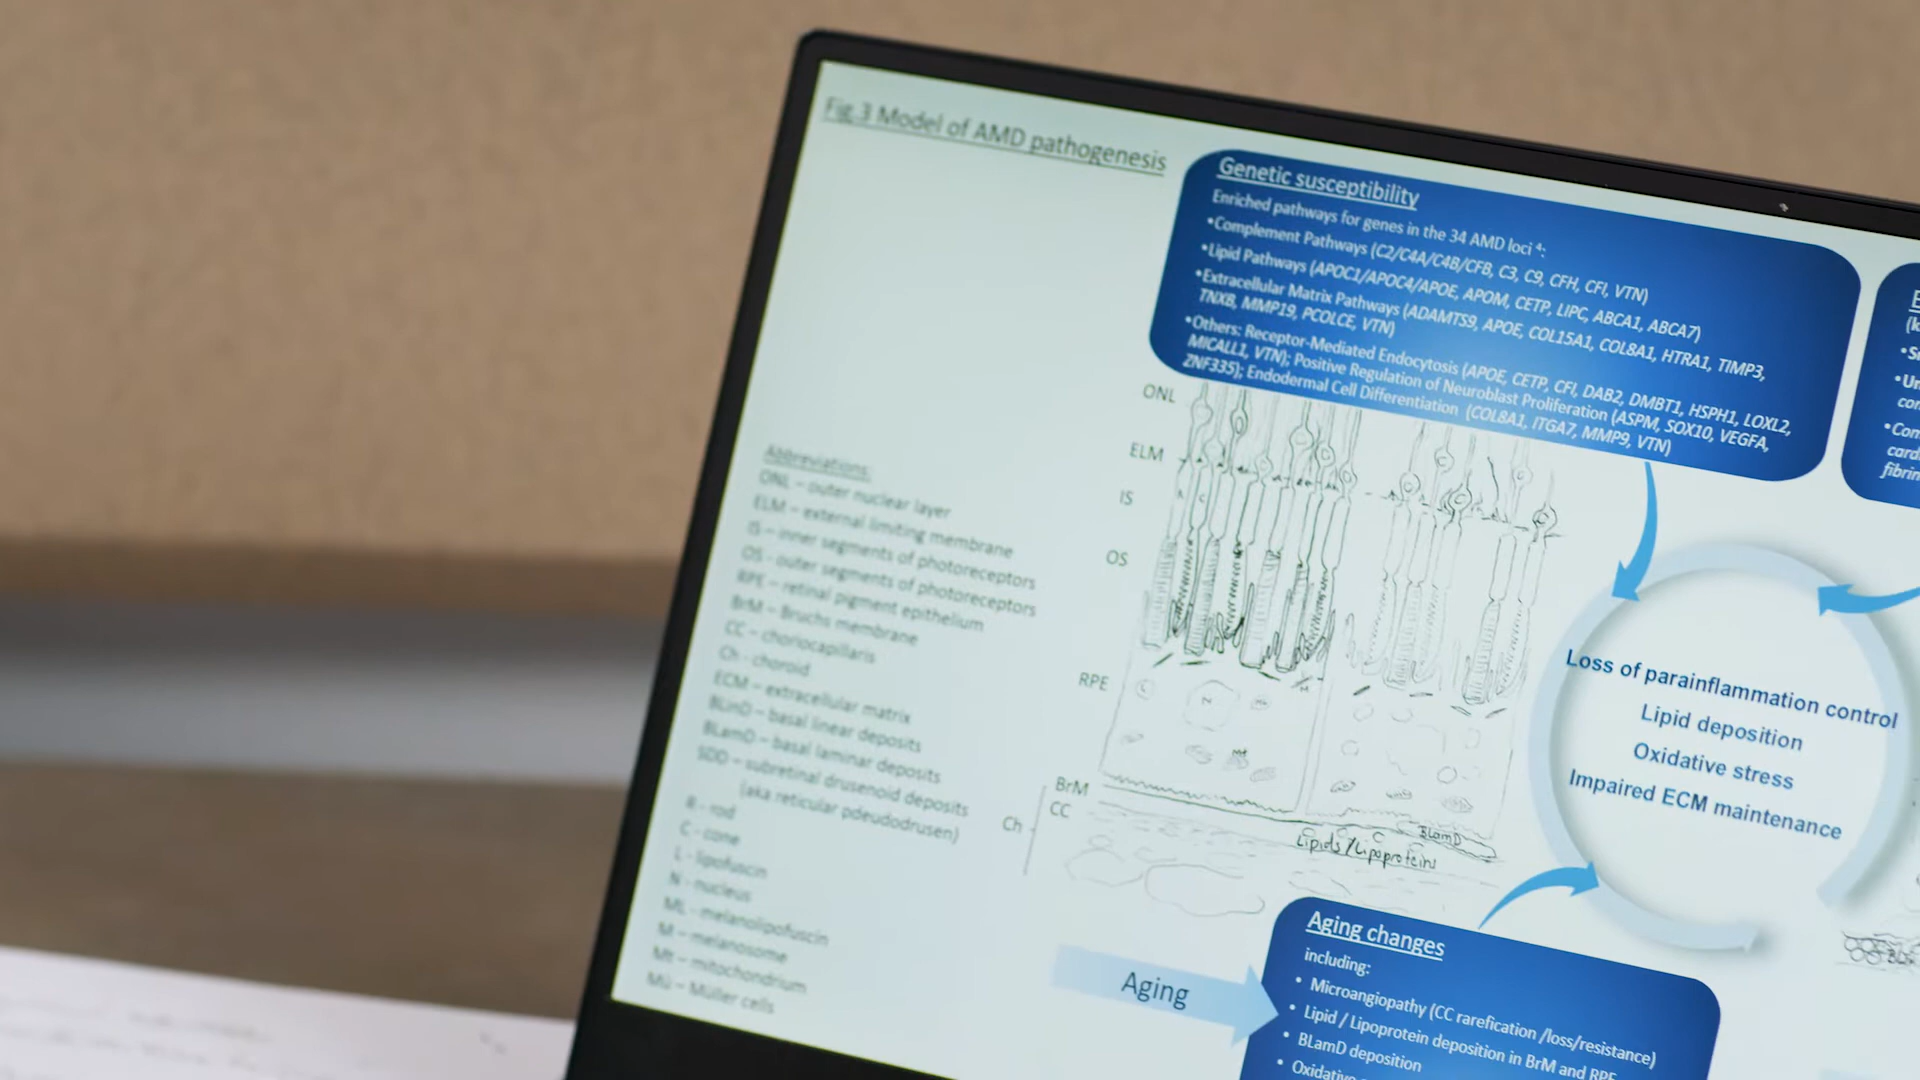 Fig.3 Model of AMD pathogenesis
Genetic susceptibility
Enriched pathways for genes in the 34 AMD loci ⁴:
•Complement Pathways (C2/C4A/C4B/CFB, C3, C9, CFH, CFI, VTN)
•Lipid Pathways (APOC1/APOC4/APOE, APOM, CETP, LIPC, ABCA1, ABCA7)
•Extracellular Matrix Pathways (ADAMTS9, APOE, COL15A1, COL8A1, HTRA1, TIMP3,
TNXB, MMP19, PCOLCE, VTN)
•Others: Receptor-Mediated Endocytosis (APOE, CETP, CFI, DAB2, DMBT1, HSPH1, LOXL2,
MICALL1, VTN); Positive Regulation of Neuroblast Proliferation (ASPM, SOX10, VEGFA,
ZNF335); Endodermal Cell Differentiation (COL8A1, ITGA7, MMP9, VTN)
ONL
ELM
IS
OS
RPE
BrM
CC
Ch
N
Mt
BLamD
Lipids/Lipoproteins
Abbreviations:
ONL – outer nuclear layer
ELM – external limiting membrane
IS – inner segments of photoreceptors
OS - outer segments of photoreceptors
RPE – retinal pigment epithelium
BrM – Bruchs membrane
CC – choriocapillaris
Ch - choroid
ECM – extracellular matrix
BLinD – basal linear deposits
BLamD – basal laminar deposits
SDD – subretinal drusenoid deposits
(aka reticular pdeudodrusen)
R - rod
C - cone
L - lipofuscin
N - nucleus
ML - melanolipofuscin
M – melanosome
Mt – mitochondrium
Mü – Müller cells
Loss of parainflammation control
Lipid deposition
Oxidative stress
Impaired ECM maintenance
Aging
Aging changes
including:
• Microangiopathy (CC rarefication /loss/resistance)
• Lipid / Lipoprotein deposition in BrM and RPE
• BLamD deposition